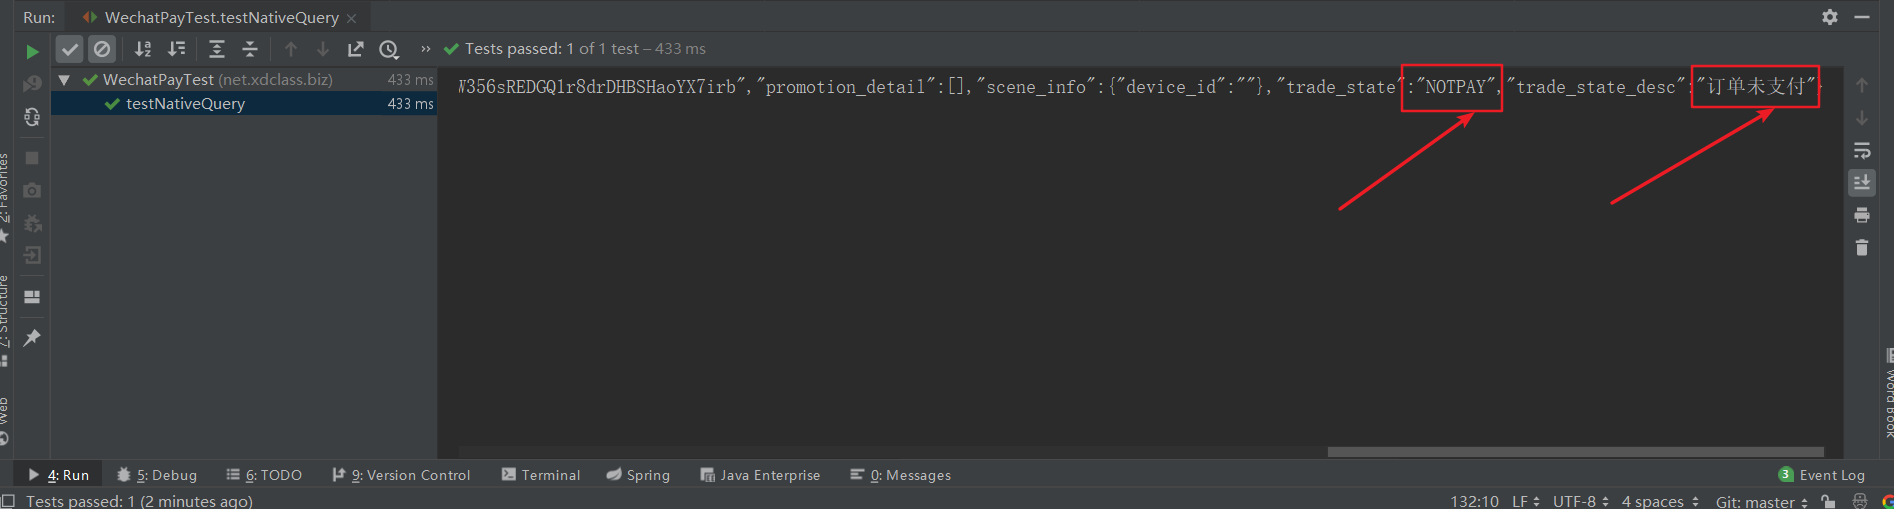 Run: WechatPayTest.testNativeQuery ×
Tests passed: 1 of 1 test – 433 ms
WechatPayTest (net.xdclass.biz) 433 ms
testNativeQuery 433 ms
W356sREDGQlr8drDHBSHaoYX7irb","promotion_detail":[],"scene_info":{"device_id":""},"trade_state":"NOTPAY","trade_state_desc":"订单未支付"}
2: Favorites
7: Structure
Web
Word Book
4: Run 5: Debug 6: TODO 9: Version Control Terminal Spring Java Enterprise 0: Messages 3 Event Log
Tests passed: 1 (2 minutes ago) 132:10 LF UTF-8 4 spaces Git: master